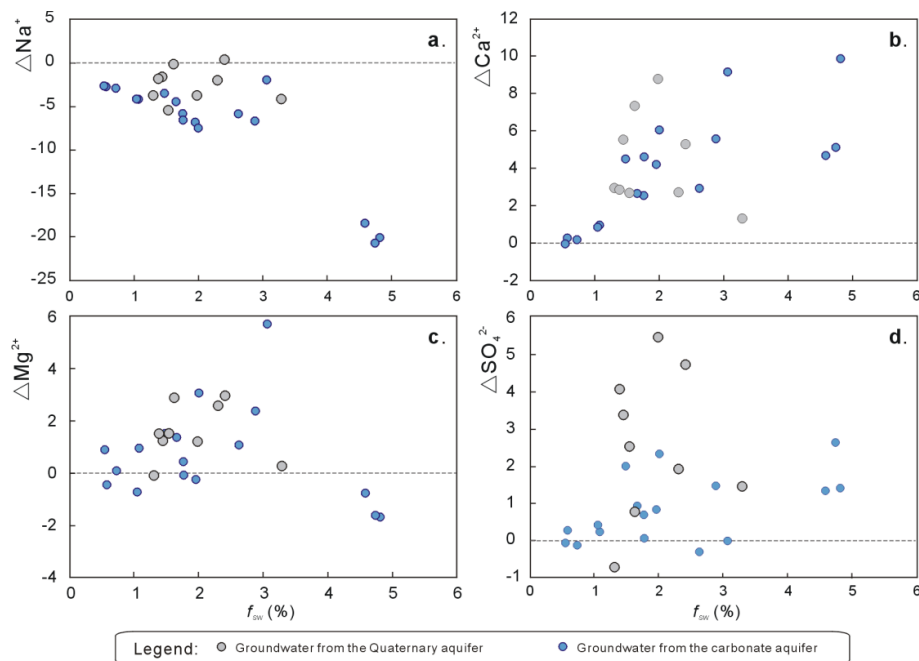 △Na⁺
5
0
-5
-10
-15
-20
-25
a.
0 1 2 3 4 5 6
△Ca²⁺
12
10
8
6
4
2
0
-2
b.
0 1 2 3 4 5 6
△Mg²⁺
6
4
2
0
-2
-4
c.
0 1 2 3 4 5 6
f_SW (%)
△SO₄²⁻
6
5
4
3
2
1
0
-1
d.
0 1 2 3 4 5 6
f_SW (%)
Legend: Groundwater from the Quaternary aquifer Groundwater from the carbonate aquifer